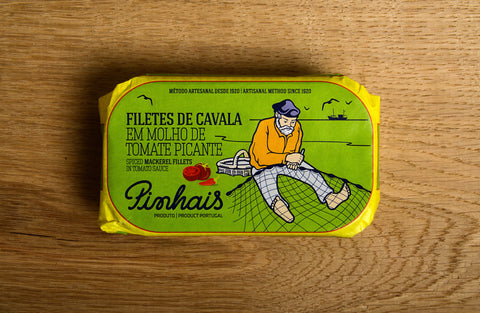 MÉTODO ARTESANAL DESDE 1920 | ARTISANAL METHOD SINCE 1920
FILETES DE CAVALA
EM MOLHO DE
TOMATE PICANTE
SPICED MACKEREL FILLETS
IN TOMATO SAUCE
Pinhais
PRODUTO | PRODUCT PORTUGAL